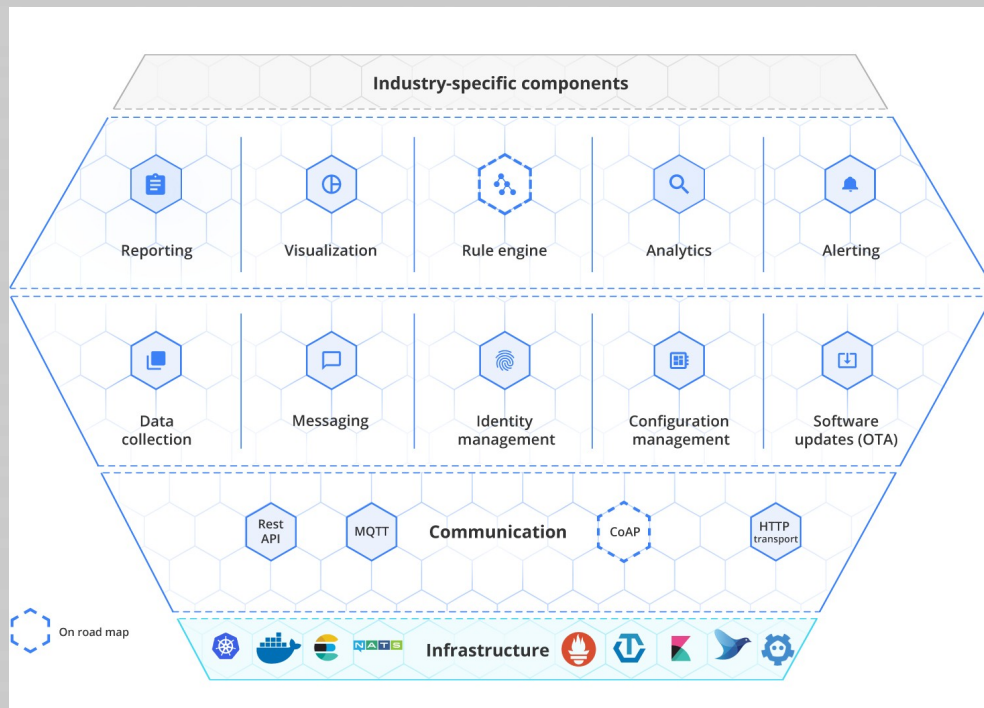 Industry-specific components
Reporting
Visualization
Rule engine
Analytics
Alerting
Data
collection
Messaging
Identity
management
Configuration
management
Software
updates (OTA)
Rest
API
MQTT
Communication
CoAP
HTTP
transport
On road map
NATS
Infrastructure